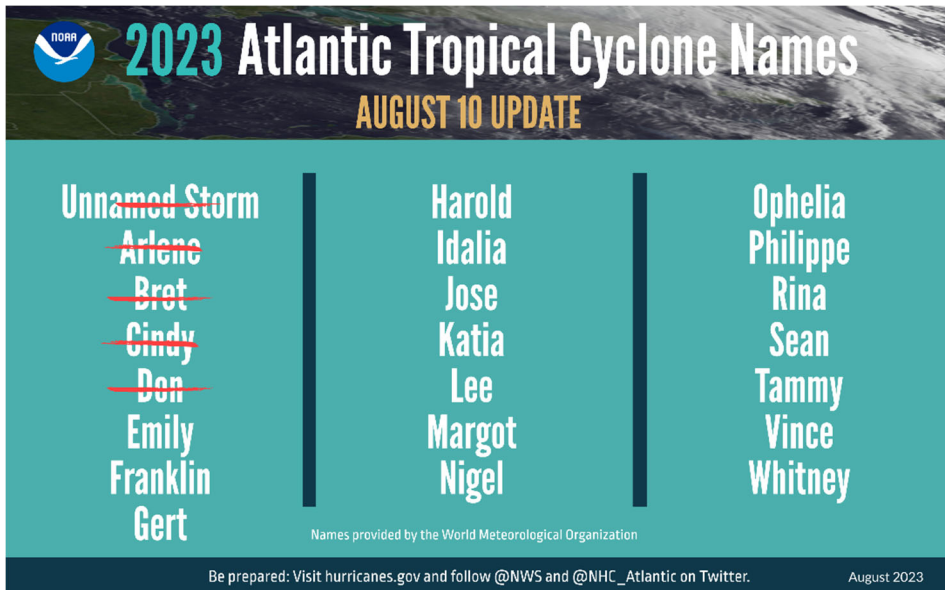 NOAA
2023 Atlantic Tropical Cyclone Names
AUGUST 10 UPDATE
Unnamed Storm
Arlene
Bret
Cindy
Don
Emily
Franklin
Gert
Harold
Idalia
Jose
Katia
Lee
Margot
Nigel
Ophelia
Philippe
Rina
Sean
Tammy
Vince
Whitney
Names provided by the World Meteorological Organization
Be prepared: Visit hurricanes.gov and follow @NWS and @NHC_Atlantic on Twitter.
August 2023